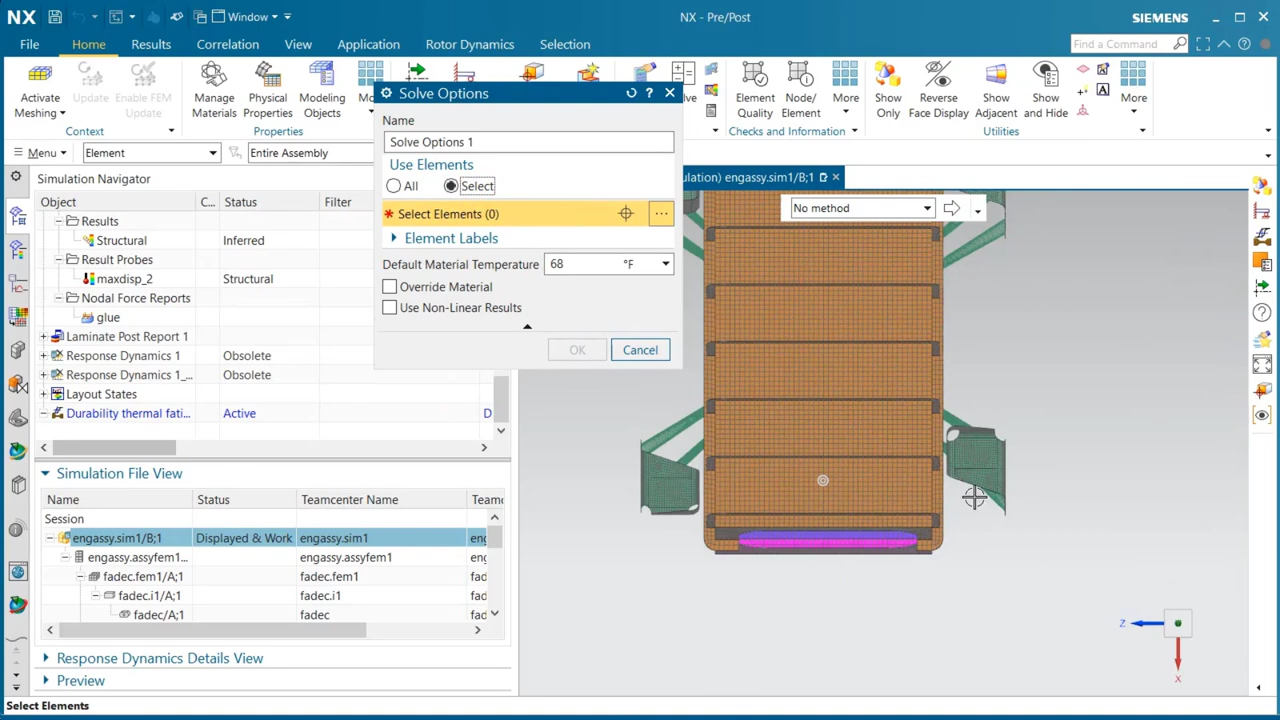 NX
Window
NX - Pre/Post
SIEMENS
File
Home
Results
Correlation
View
Application
Rotor Dynamics
Selection
Find a Command
Activate
Meshing
Update
Enable FEM
Update
Manage
Materials
Physical
Properties
Modeling
Objects
Element
Quality
Node/
Element
More
Show
Only
Reverse
Face Display
Show
Adjacent
Show
and Hide
More
Context
Properties
Checks and Information
Utilities
Menu
Element
Entire Assembly
Simulation Navigator
Object
C...
Status
Filter
Results
Structural
Inferred
Result Probes
maxdisp_2
Structural
Nodal Force Reports
glue
Laminate Post Report 1
Response Dynamics 1
Obsolete
Response Dynamics 1_...
Obsolete
Layout States
Durability thermal fati...
Active
D
Simulation File View
Name
Status
Teamcenter Name
Teamc
Session
engassy.sim1/B;1
Displayed & Work
engassy.sim1
eng
engassy.assyfem1...
engassy.assyfem1
eng
fadec.fem1/A;1
fadec.fem1
fad
fadec.i1/A;1
fadec.i1
fad
fadec/A;1
fadec
fad
Response Dynamics Details View
Preview
Select Elements
Solve Options
?
Name
Solve Options 1
Use Elements
All
Select
* Select Elements (0)
...
Element Labels
Default Material Temperature
68
°F
Override Material
Use Non-Linear Results
OK
Cancel
ulation) engassy.sim1/B;1
No method
Z
X